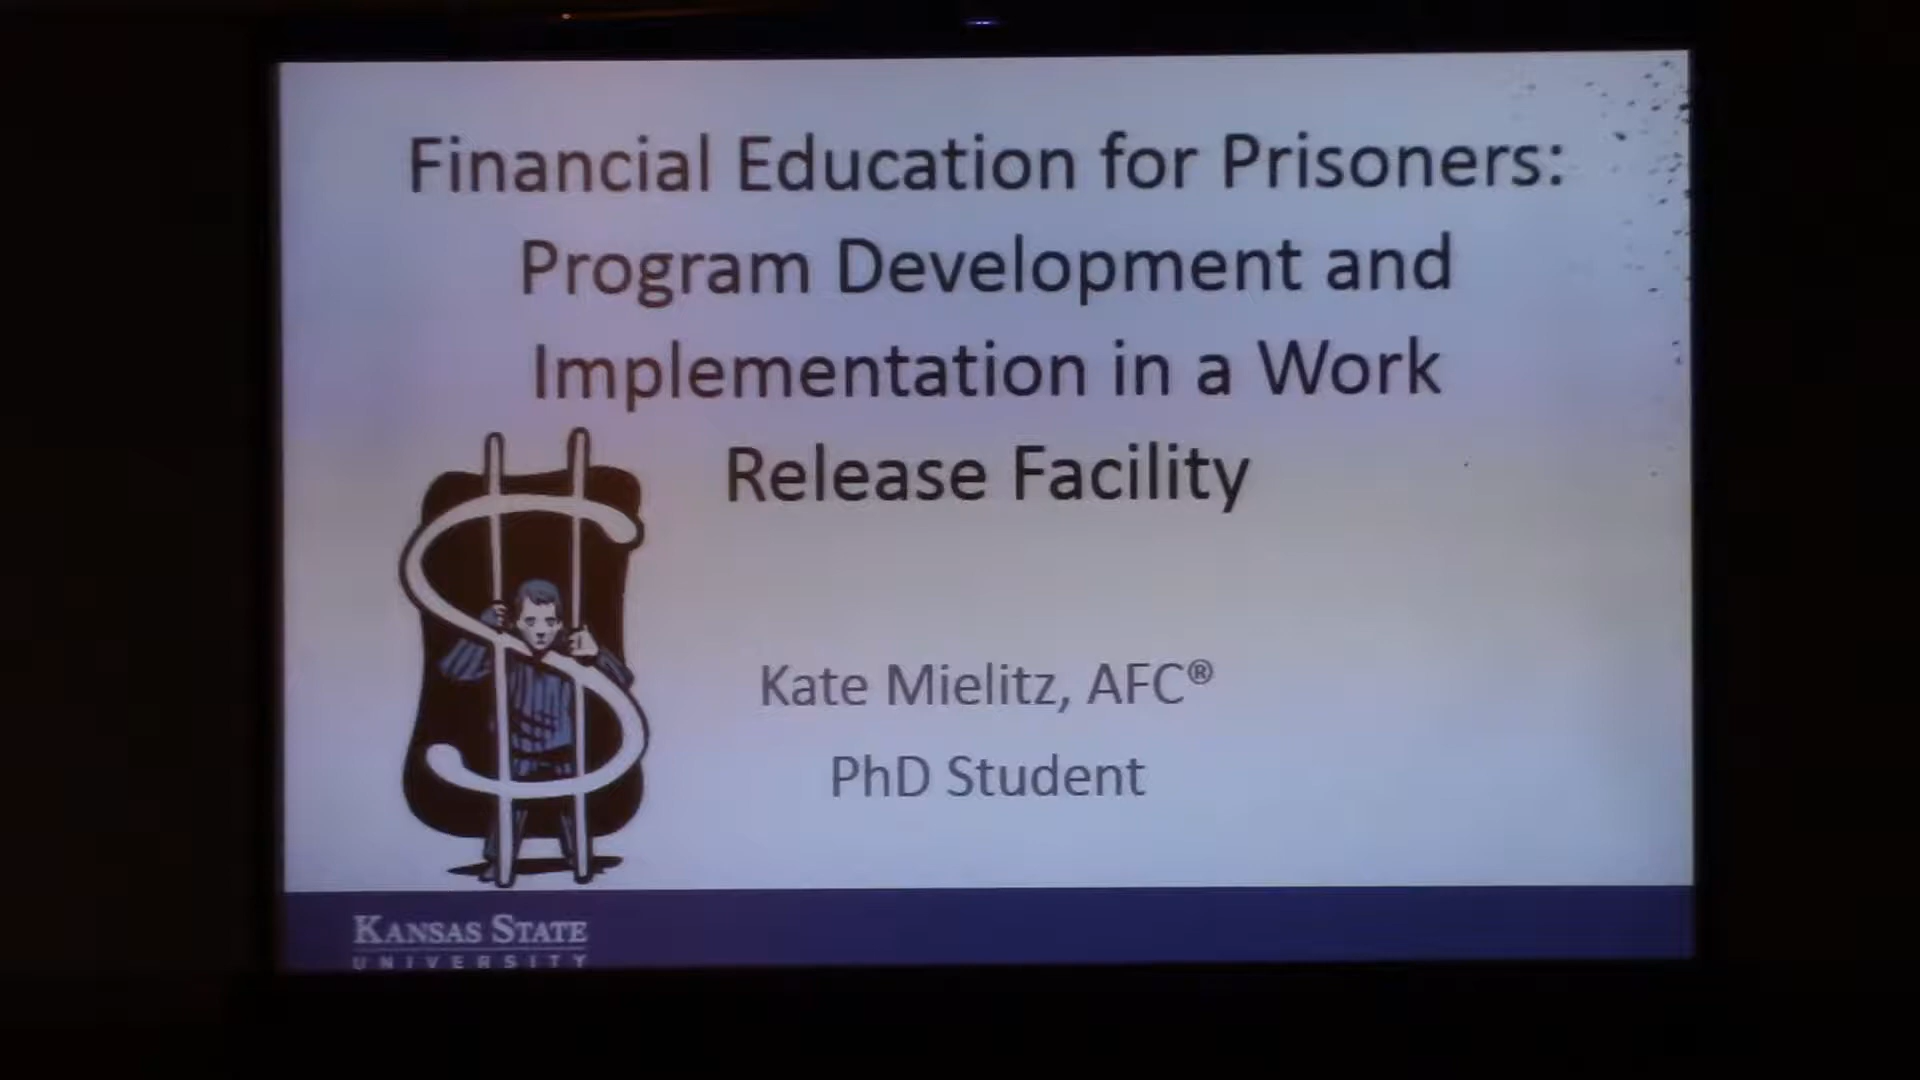 Financial Education for Prisoners:
Program Development and
Implementation in a Work
Release Facility
Kate Mielitz, AFC®
PhD Student
KANSAS STATE
UNIVERSITY